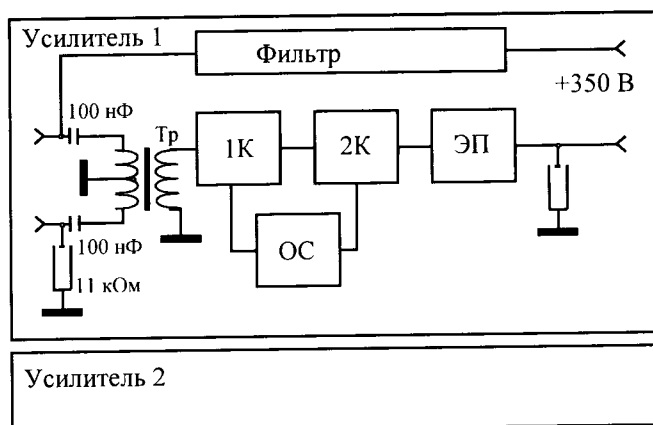 Усилитель 1
Фильтр
+350 В
100 нФ
Тр
1К
2К
ЭП
ОС
100 нФ
11 кОм
Усилитель 2